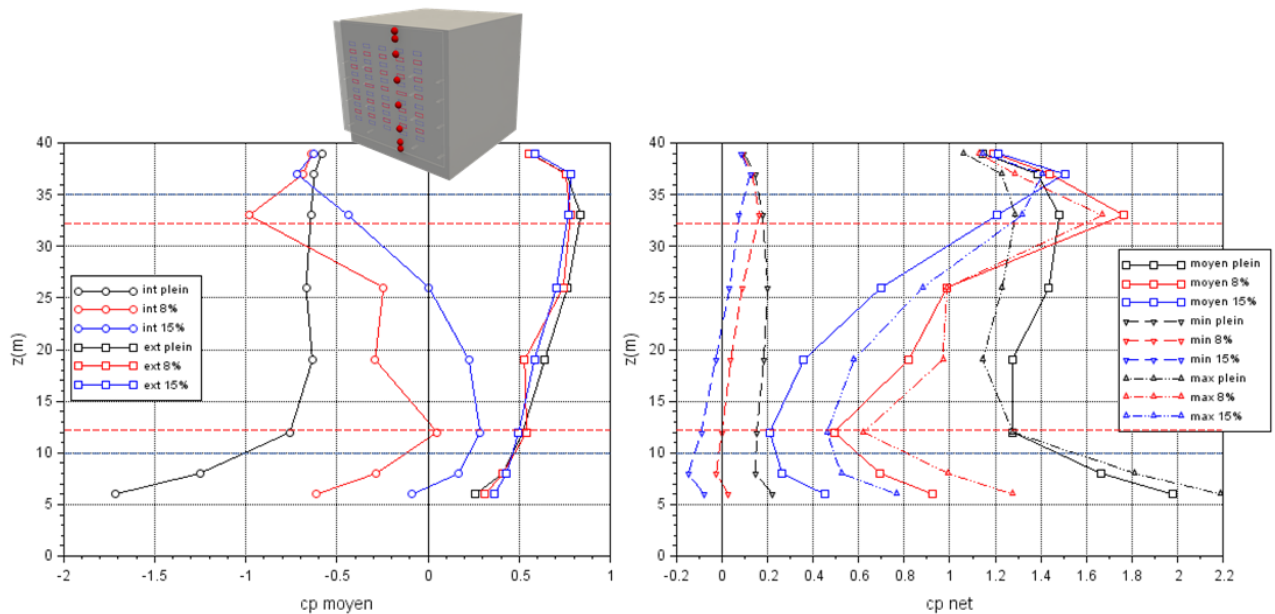 40
35
30
25
20
15
10
5
0
z(m)
-2
-1.5
-1
-0.5
0
0.5
1
cp moyen
int plein
int 8%
int 15%
ext plein
ext 8%
ext 15%
40
35
30
25
20
15
10
5
0
z(m)
-0.2
0
0.2
0.4
0.6
0.8
1
1.2
1.4
1.6
1.8
2
2.2
cp net
moyen plein
moyen 8%
moyen 15%
min plein
min 8%
min 15%
max plein
max 8%
max 15%